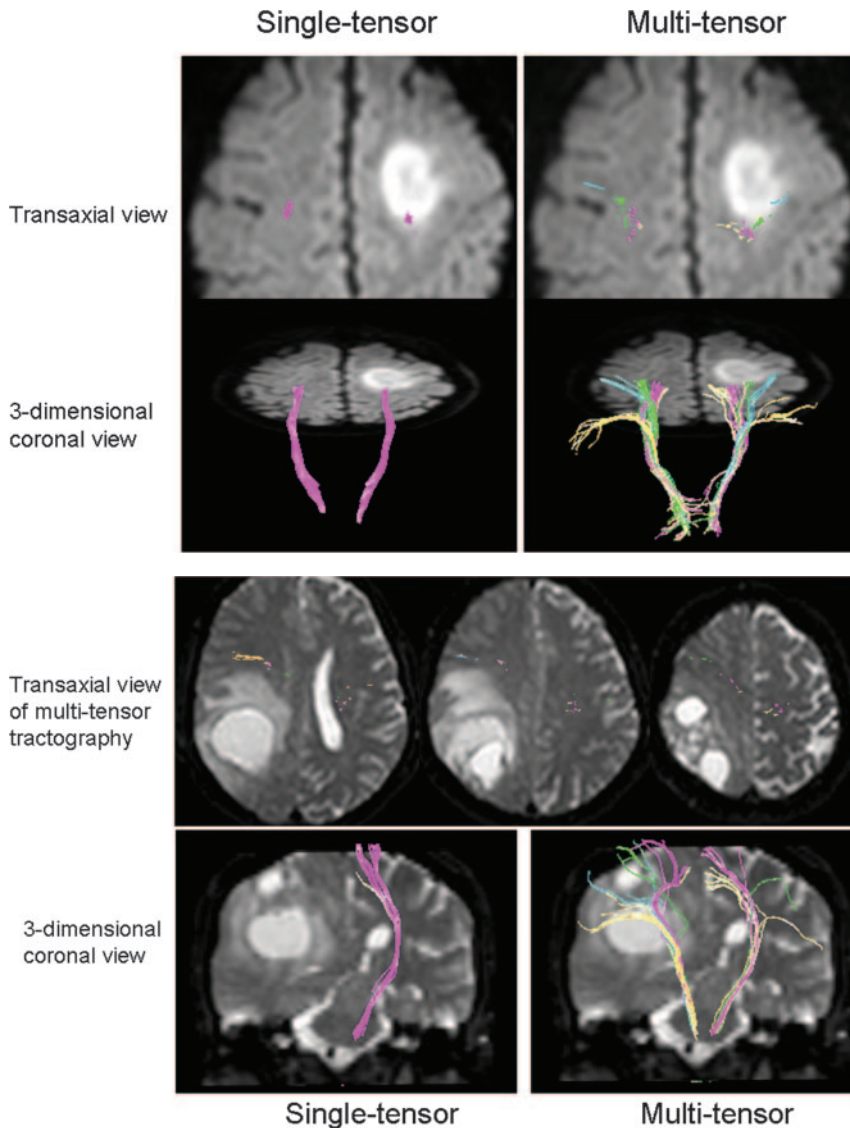 Single-tensor
Multi-tensor
Transaxial view
3-dimensional
coronal view
Transaxial view
of multi-tensor
tractography
3-dimensional
coronal view
Single-tensor
Multi-tensor